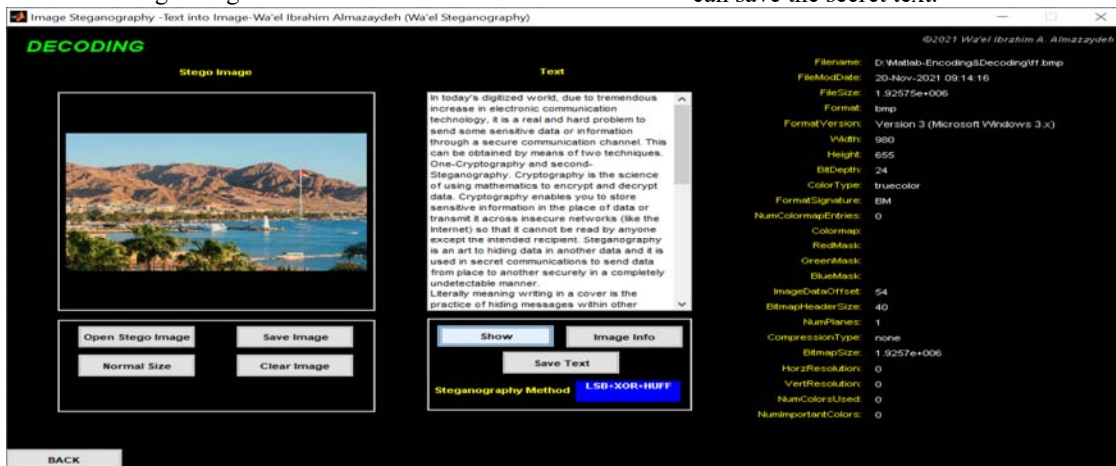 can save the secret text.
Image Steganography -Text into Image-Wa'el Ibrahim Almazaydeh (Wa'el Steganography)
DECODING
©2021 Wa'el Ibrahim A. Almazaydeh
Stego Image
Text
In today's digitized world, due to tremendous
increase in electronic communication
technology, it is a real and hard problem to
send some sensitive data or information
through a secure communication channel. This
can be obtained by means of two techniques.
One-Cryptography and second-
Steganography. Cryptography is the science
of using mathematics to encrypt and decrypt
data. Cryptography enables you to store
sensitive information in the place of data or
transmit it across insecure networks (like the
Internet) so that it cannot be read by anyone
except the intended recipient. Steganography
is an art to hiding data in another data and it is
used in secret communications to send data
from place to another securely in a completely
undetectable manner.
Literally meaning writing in a cover is the
practice of hiding messages within other
Open Stego Image
Save Image
Normal Size
Clear Image
Show
Image Info
Save Text
Steganography Method LSB+XOR+HUFF
Filename: D:\Matlab-Encoding&Decoding\ff.bmp
FileModDate: 20-Nov-2021 09:14:16
FileSize: 1.92575e+006
Format: bmp
FormatVersion: Version 3 (Microsoft Windows 3.x)
Width: 980
Height: 655
BitDepth: 24
ColorType: truecolor
FormatSignature: BM
NumColormapEntries: 0
Colormap:
RedMask:
GreenMask:
BlueMask:
ImageDataOffset: 54
BitmapHeaderSize: 40
NumPlanes: 1
CompressionType: none
BitmapSize: 1.9257e+006
HorzResolution: 0
VertResolution: 0
NumColorsUsed: 0
NumImportantColors: 0
BACK